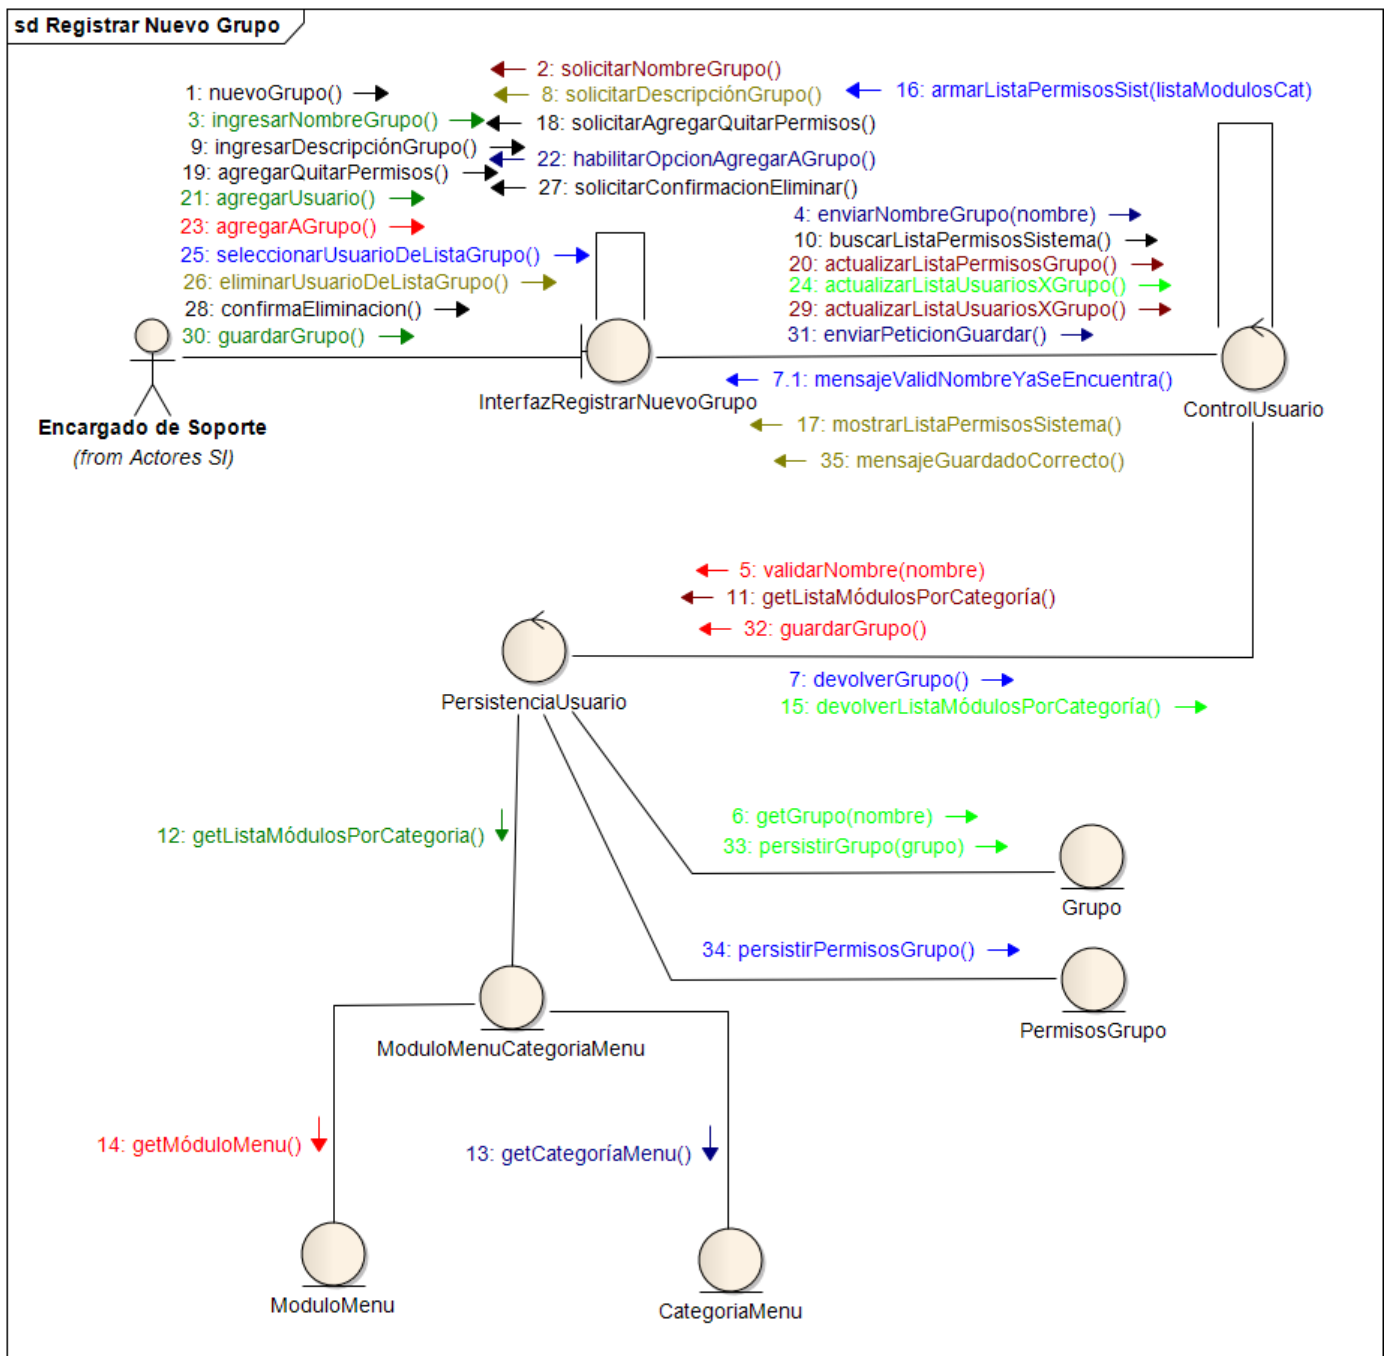 sd Registrar Nuevo Grupo
2: solicitarNombreGrupo()
1: nuevoGrupo()
8: solicitarDescripciónGrupo()
16: armarListaPermisosSist(listaModulosCat)
3: ingresarNombreGrupo()
18: solicitarAgregarQuitarPermisos()
9: ingresarDescripciónGrupo()
22: habilitarOpcionAgregarAGrupo()
19: agregarQuitarPermisos()
27: solicitarConfirmacionEliminar()
21: agregarUsuario()
23: agregarAGrupo()
4: enviarNombreGrupo(nombre)
10: buscarListaPermisosSistema()
25: seleccionarUsuarioDeListaGrupo()
20: actualizarListaPermisosGrupo()
26: eliminarUsuarioDeListaGrupo()
24: actualizarListaUsuariosXGrupo()
28: confirmaEliminacion()
29: actualizarListaUsuariosXGrupo()
30: guardarGrupo()
31: enviarPeticionGuardar()
7.1: mensajeValidNombreYaSeEncuentra()
InterfazRegistrarNuevoGrupo
ControlUsuario
Encargado de Soporte
(from Actores SI)
17: mostrarListaPermisosSistema()
35: mensajeGuardadoCorrecto()
5: validarNombre(nombre)
11: getListaMódulosPorCategoría()
32: guardarGrupo()
7: devolverGrupo()
PersistenciaUsuario
15: devolverListaMódulosPorCategoría()
6: getGrupo(nombre)
12: getListaMódulosPorCategoria()
33: persistirGrupo(grupo)
Grupo
34: persistirPermisosGrupo()
PermisosGrupo
ModuloMenuCategoriaMenu
14: getMóduloMenu()
13: getCategoríaMenu()
ModuloMenu
CategoriaMenu